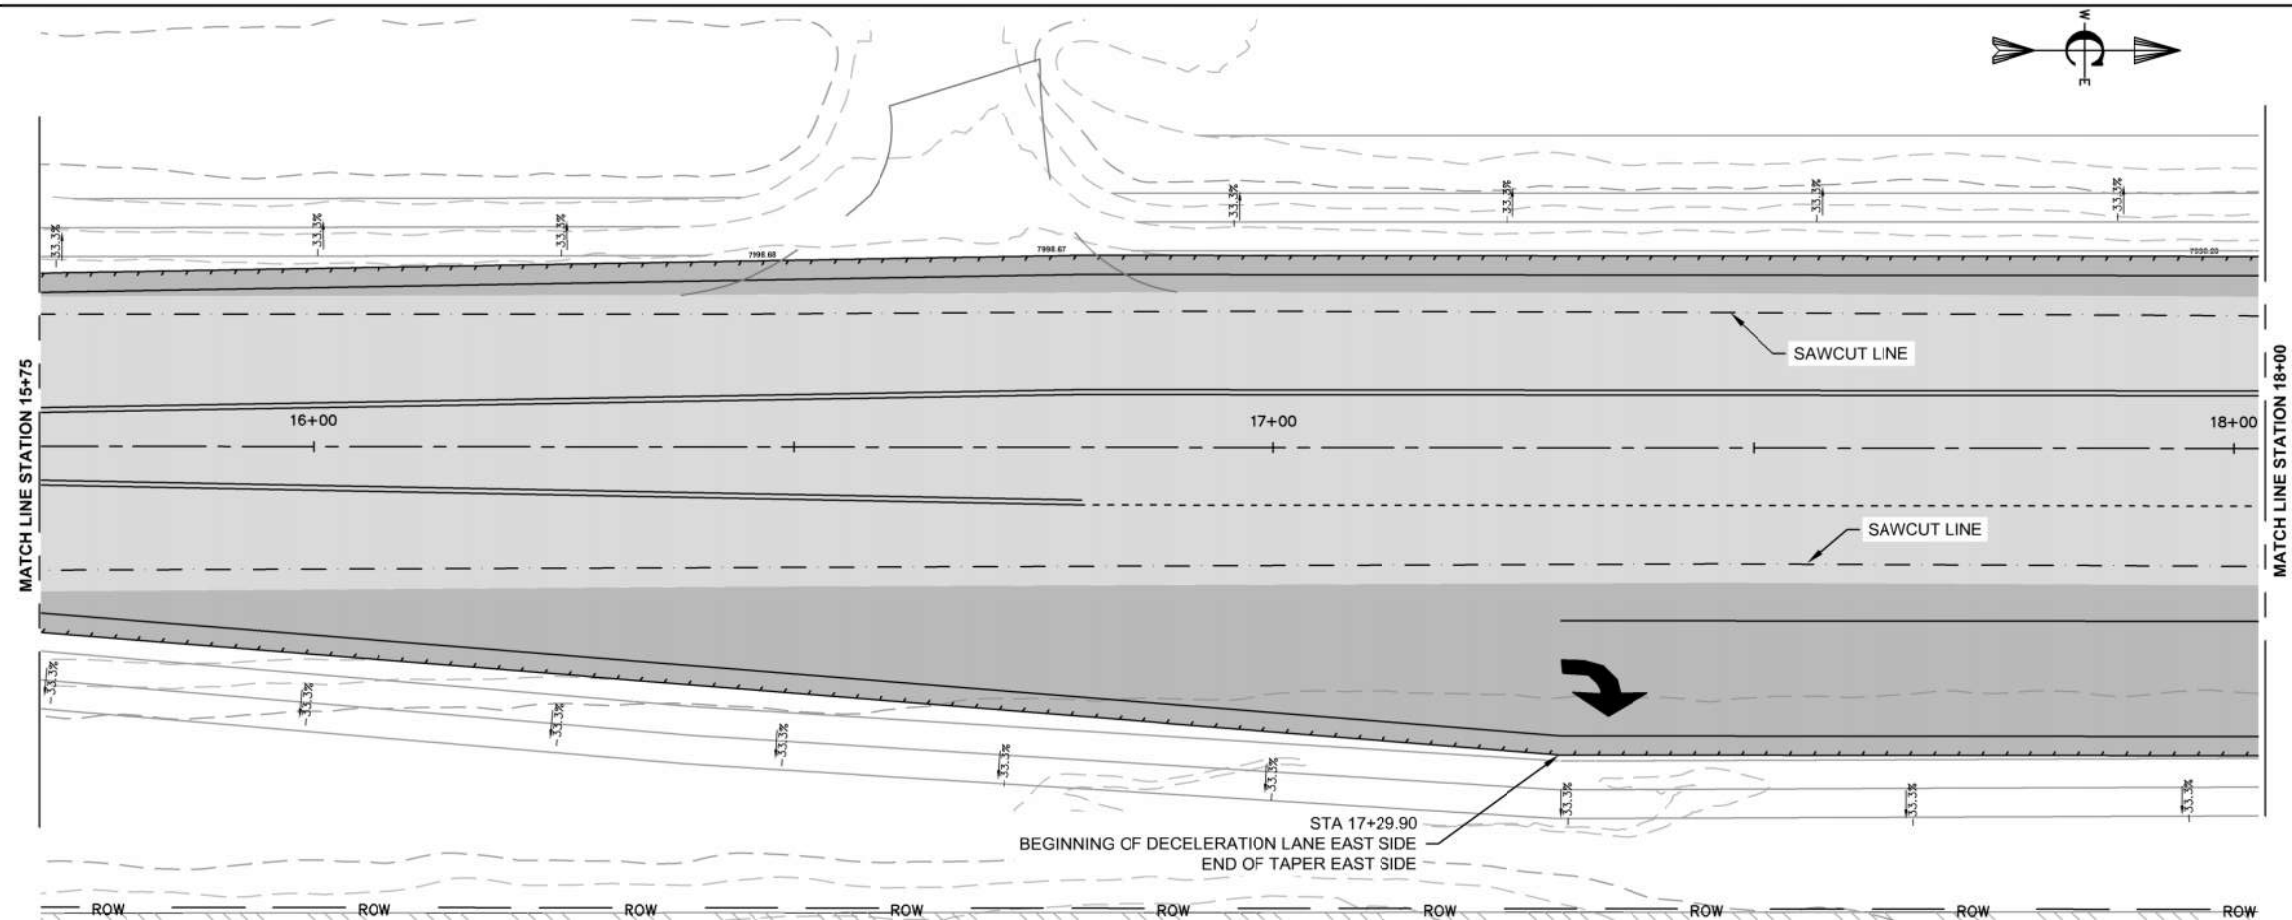 W
E
-33.3%
-33.3%
-33.3%
-33.3%
-33.3%
-33.3%
-33.3%
7998.67
SAWCUT LINE
MATCH LINE STATION 15+75
MATCH LINE STATION 18+00
16+00
17+00
18+00
SAWCUT LINE
-33.3%
-33.3%
-33.3%
-33.3%
-33.3%
-33.3%
-33.3%
-33.3%
-33.3%
STA 17+29.90
BEGINNING OF DECELERATION LANE EAST SIDE
END OF TAPER EAST SIDE
ROW
ROW
ROW
ROW
ROW
ROW
ROW
ROW
ROW